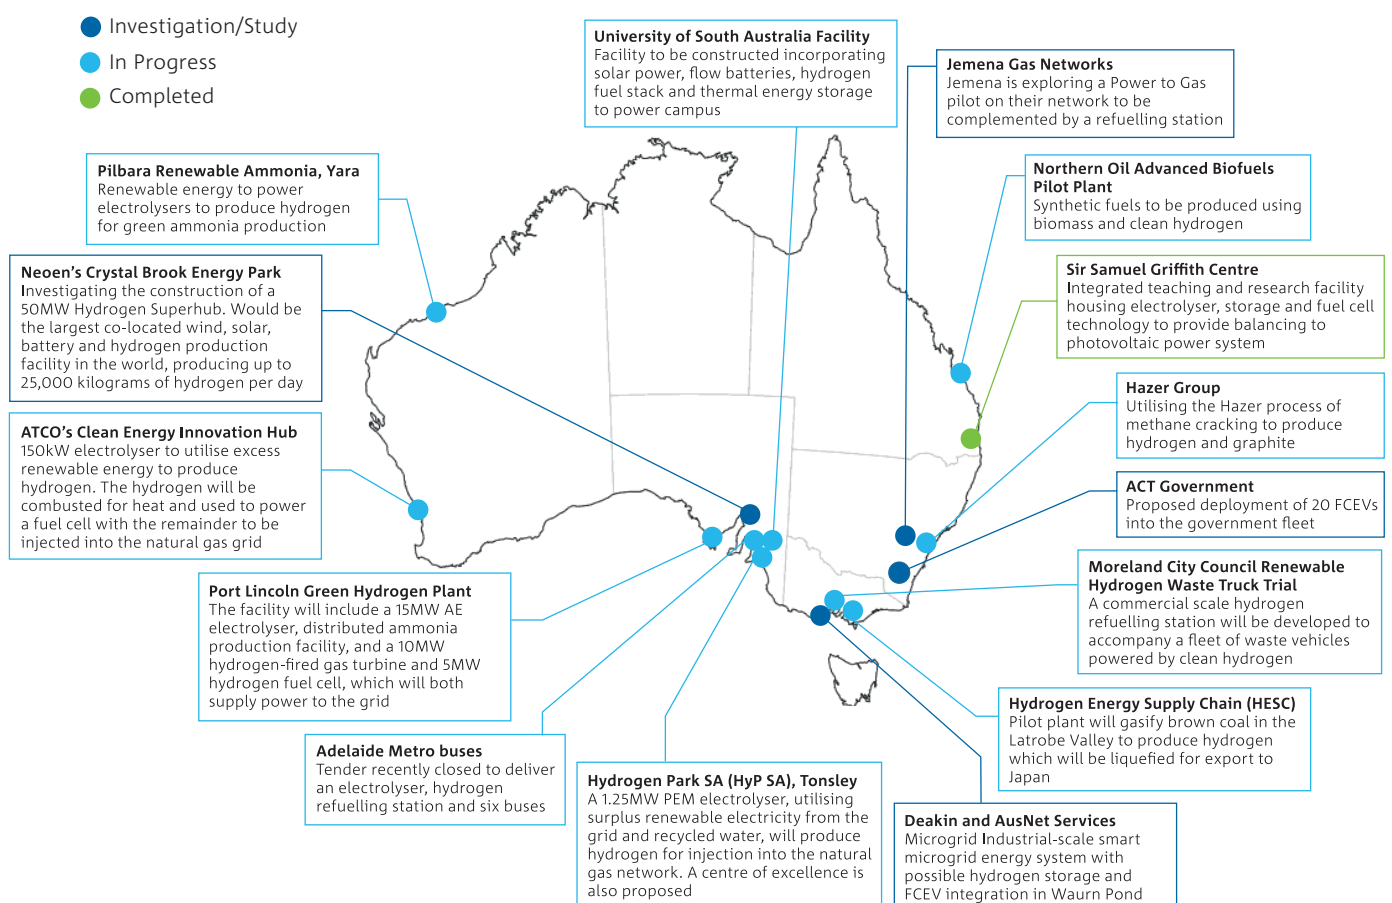 Investigation/Study
In Progress
Completed
University of South Australia Facility
Facility to be constructed incorporating
solar power, flow batteries, hydrogen
fuel stack and thermal energy storage
to power campus
Jemena Gas Networks
Jemena is exploring a Power to Gas
pilot on their network to be
complemented by a refuelling station
Pilbara Renewable Ammonia, Yara
Renewable energy to power
electrolysers to produce hydrogen
for green ammonia production
Northern Oil Advanced Biofuels
Pilot Plant
Synthetic fuels to be produced using
biomass and clean hydrogen
Neoen’s Crystal Brook Energy Park
Investigating the construction of a
50MW Hydrogen Superhub. Would be
the largest co-located wind, solar,
battery and hydrogen production
facility in the world, producing up to
25,000 kilograms of hydrogen per day
Sir Samuel Griffith Centre
Integrated teaching and research facility
housing electrolyser, storage and fuel cell
technology to provide balancing to
photovoltaic power system
Hazer Group
Utilising the Hazer process of
methane cracking to produce
hydrogen and graphite
ATCO’s Clean Energy Innovation Hub
150kW electrolyser to utilise excess
renewable energy to produce
hydrogen. The hydrogen will be
combusted for heat and used to power
a fuel cell with the remainder to be
injected into the natural gas grid
ACT Government
Proposed deployment of 20 FCEVs
into the government fleet
Moreland City Council Renewable
Hydrogen Waste Truck Trial
A commercial scale hydrogen
refuelling station will be developed to
accompany a fleet of waste vehicles
powered by clean hydrogen
Port Lincoln Green Hydrogen Plant
The facility will include a 15MW AE
electrolyser, distributed ammonia
production facility, and a 10MW
hydrogen-fired gas turbine and 5MW
hydrogen fuel cell, which will both
supply power to the grid
Hydrogen Energy Supply Chain (HESC)
Pilot plant will gasify brown coal in the
Latrobe Valley to produce hydrogen
which will be liquefied for export to
Japan
Adelaide Metro buses
Tender recently closed to deliver
an electrolyser, hydrogen
refuelling station and six buses
Hydrogen Park SA (HyP SA), Tonsley
A 1.25MW PEM electrolyser, utilising
surplus renewable electricity from the
grid and recycled water, will produce
hydrogen for injection into the natural
gas network. A centre of excellence is
also proposed
Deakin and AusNet Services
Microgrid Industrial-scale smart
microgrid energy system with
possible hydrogen storage and
FCEV integration in Waurn Pond